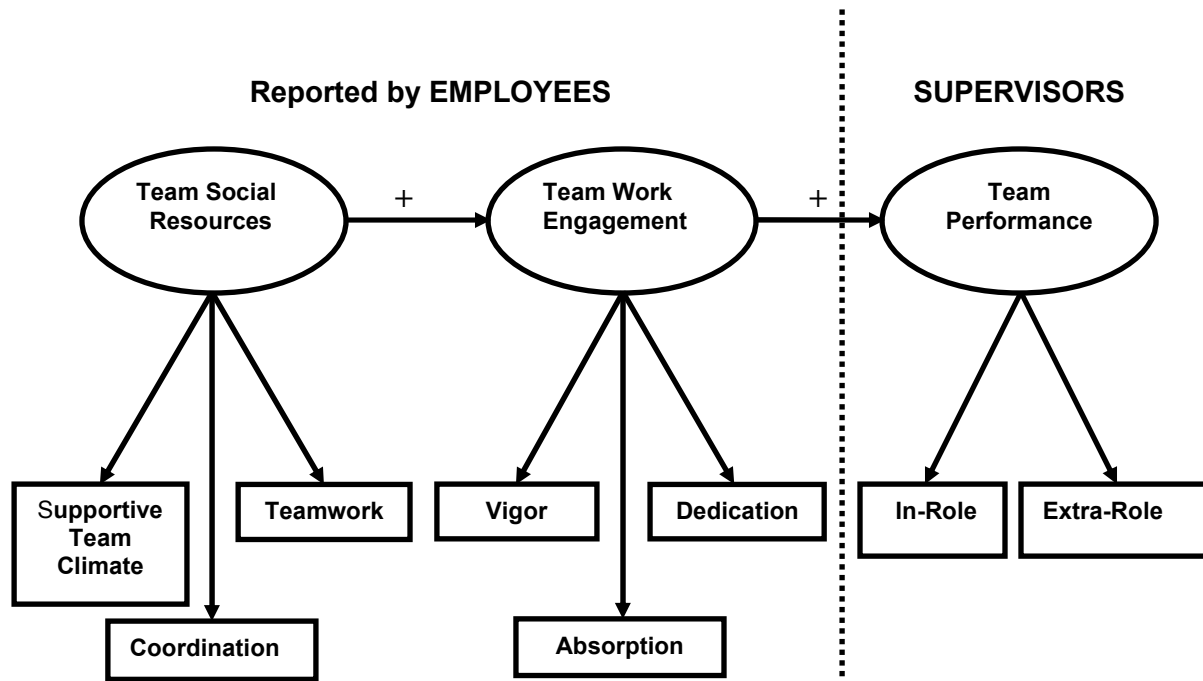 Reported by EMPLOYEES
SUPERVISORS
Team Social
Resources
+
Team Work
Engagement
+
Team
Performance
Supportive
Team
Climate
Coordination
Teamwork
Vigor
Absorption
Dedication
In-Role
Extra-Role